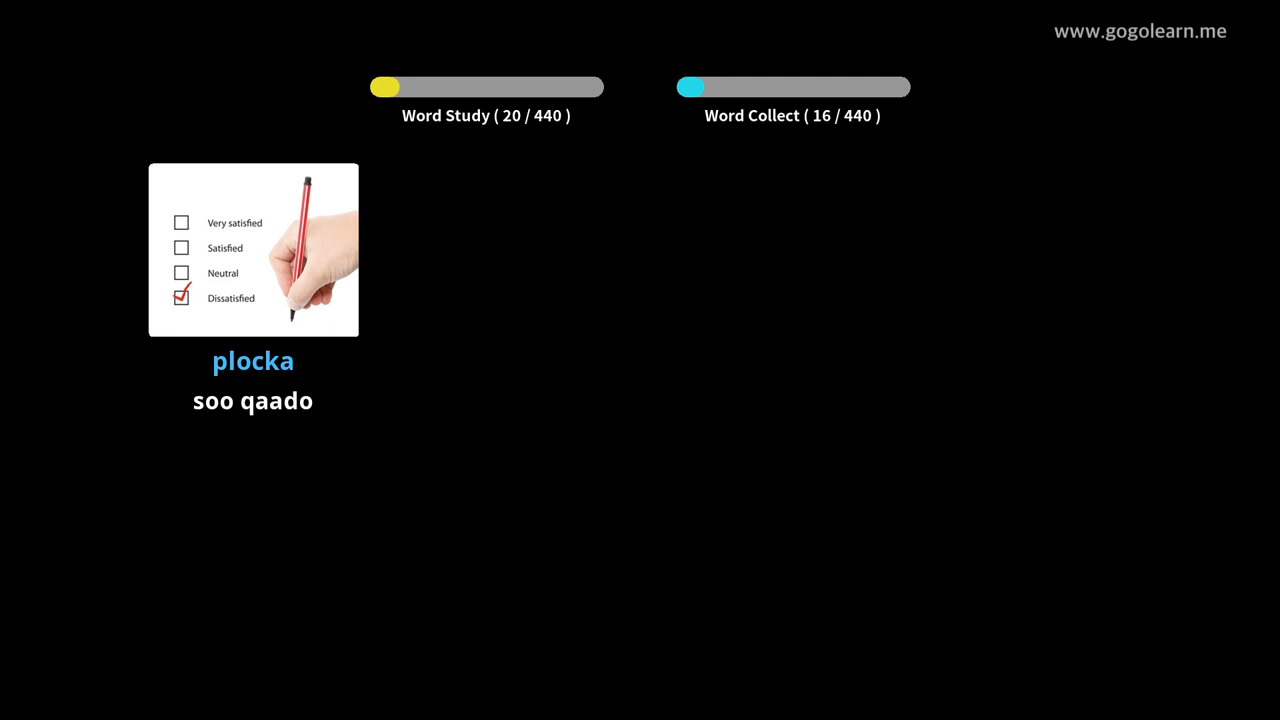 www.gogolearn.me
Word Study ( 20 / 440 )
Word Collect ( 16 / 440 )
Very satisfied
Satisfied
Neutral
Dissatisfied
plocka
soo qaado